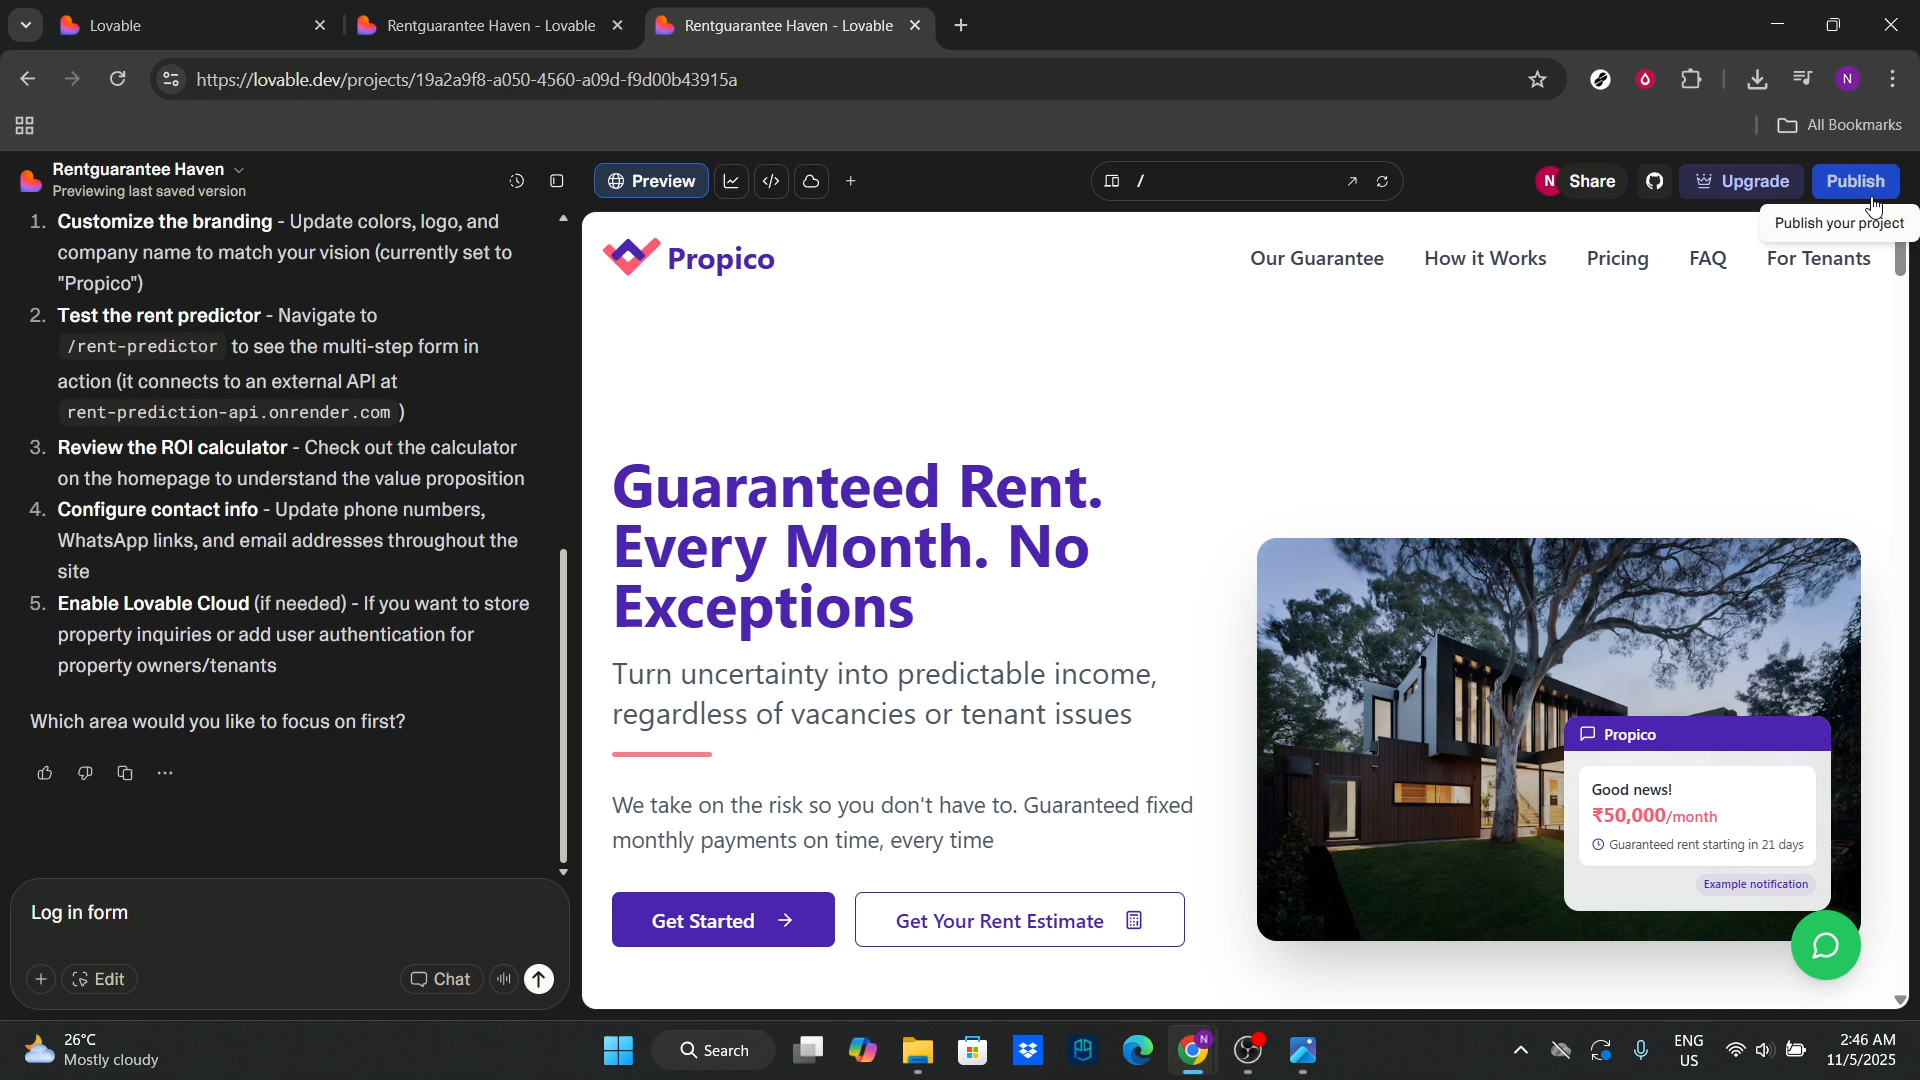 Lovable
Rentguarantee Haven - Lovable
Rentguarantee Haven - Lovable
https://lovable.dev/projects/19a2a9f8-a050-4560-a09d-f9d00b43915a
N
All Bookmarks
Rentguarantee Haven
Previewing last saved version
Preview
/
N Share
Upgrade
Publish
Publish your project
1. Customize the branding - Update colors, logo, and
company name to match your vision (currently set to
"Propico")
2. Test the rent predictor - Navigate to
/rent-predictor to see the multi-step form in
action (it connects to an external API at
rent-prediction-api.onrender.com )
3. Review the ROI calculator - Check out the calculator
on the homepage to understand the value proposition
4. Configure contact info - Update phone numbers,
WhatsApp links, and email addresses throughout the
site
5. Enable Lovable Cloud (if needed) - If you want to store
property inquiries or add user authentication for
property owners/tenants
Which area would you like to focus on first?
Log in form
Edit
Chat
Propico
Our Guarantee
How it Works
Pricing
FAQ
For Tenants
Guaranteed Rent.
Every Month. No
Exceptions
Turn uncertainty into predictable income,
regardless of vacancies or tenant issues
We take on the risk so you don't have to. Guaranteed fixed
monthly payments on time, every time
Get Started
Get Your Rent Estimate
Propico
Good news!
₹50,000/month
Guaranteed rent starting in 21 days
Example notification
26°C
Mostly cloudy
Search
N
ENG
US
2:46 AM
11/5/2025